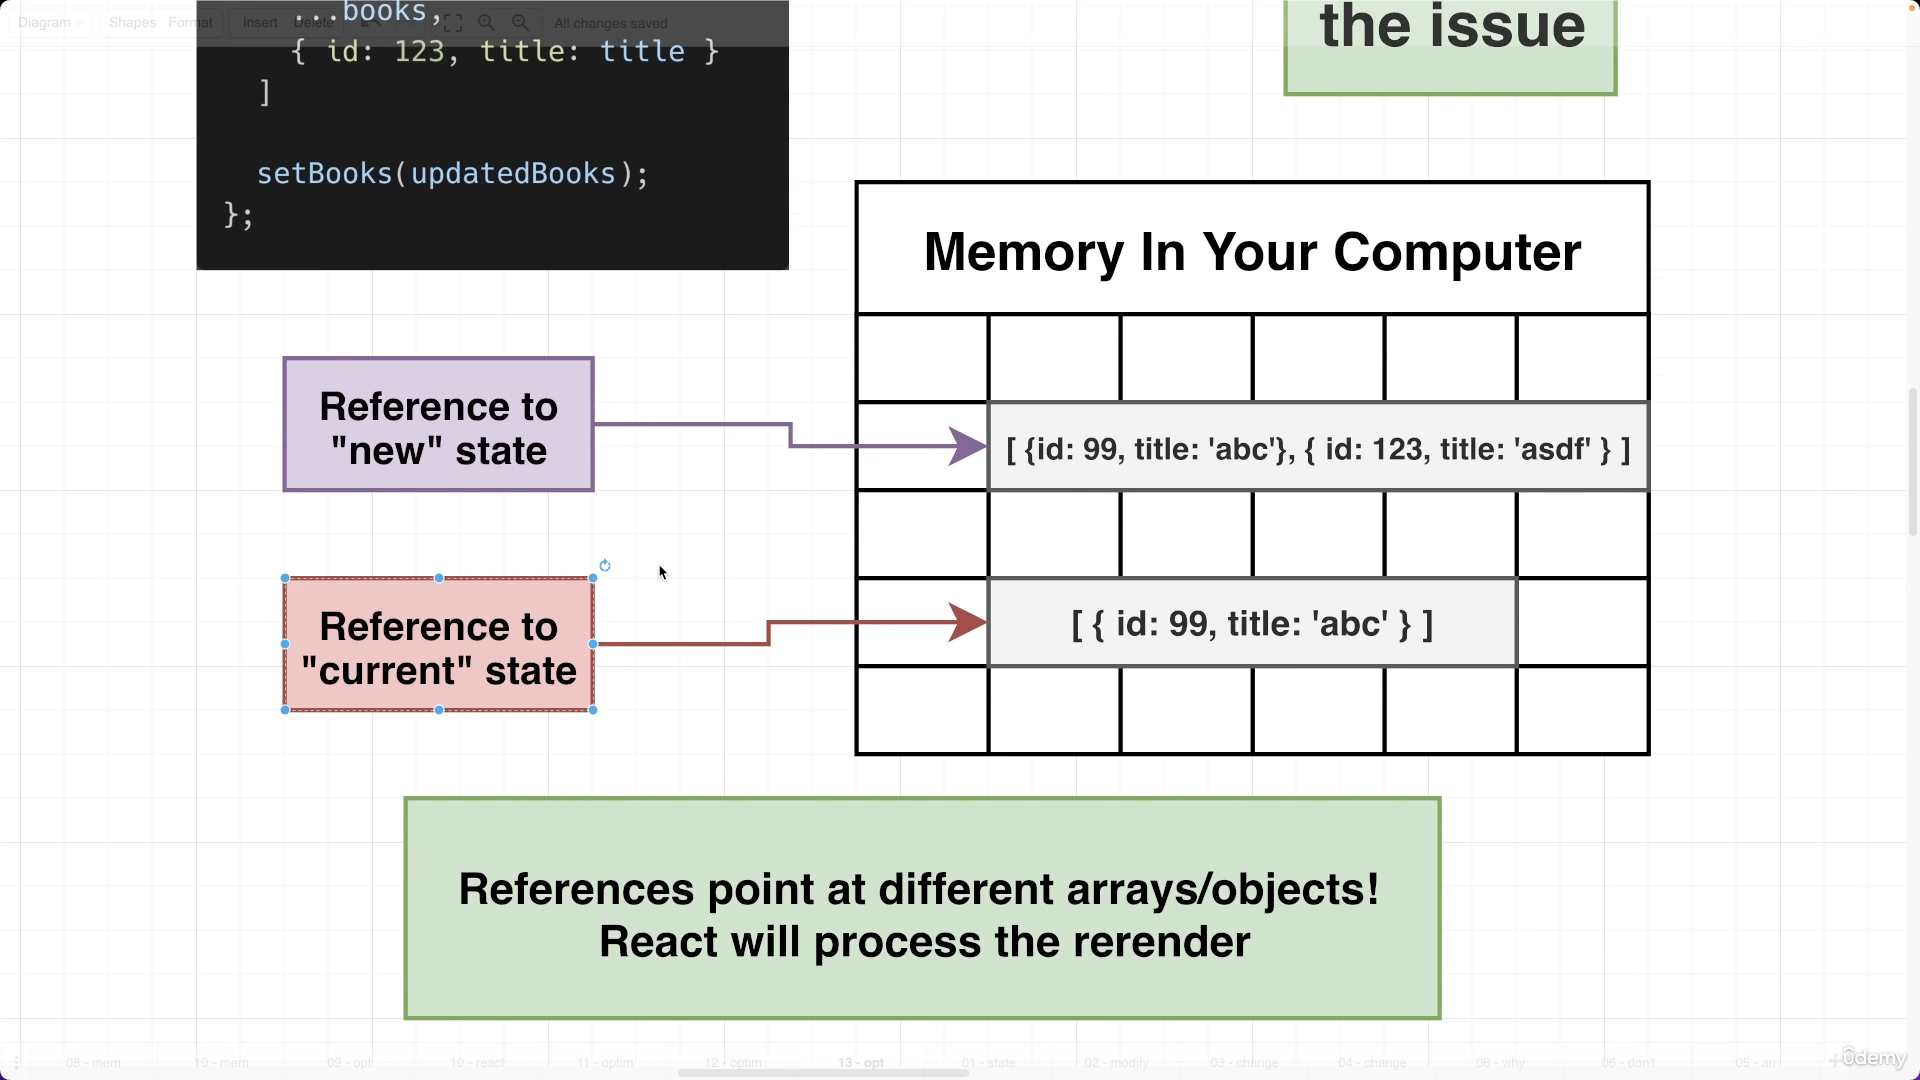 Diagram Shapes Format Insert Delete All changes saved
...books,
{ id: 123, title: title }
]
setBooks(updatedBooks);
};
the issue
Memory In Your Computer
Reference to
"new" state
[ {id: 99, title: 'abc'}, { id: 123, title: 'asdf' } ]
Reference to
"current" state
[ { id: 99, title: 'abc' } ]
References point at different arrays/objects!
React will process the rerender
08 - mem 10 - mem 09 - opt 10 - react 11 - optim 12 - optim 13 - opt 01 - state 02 - modify 03 - change 04 - change 06 - why 06 - don't 05 - arr
ûdemy